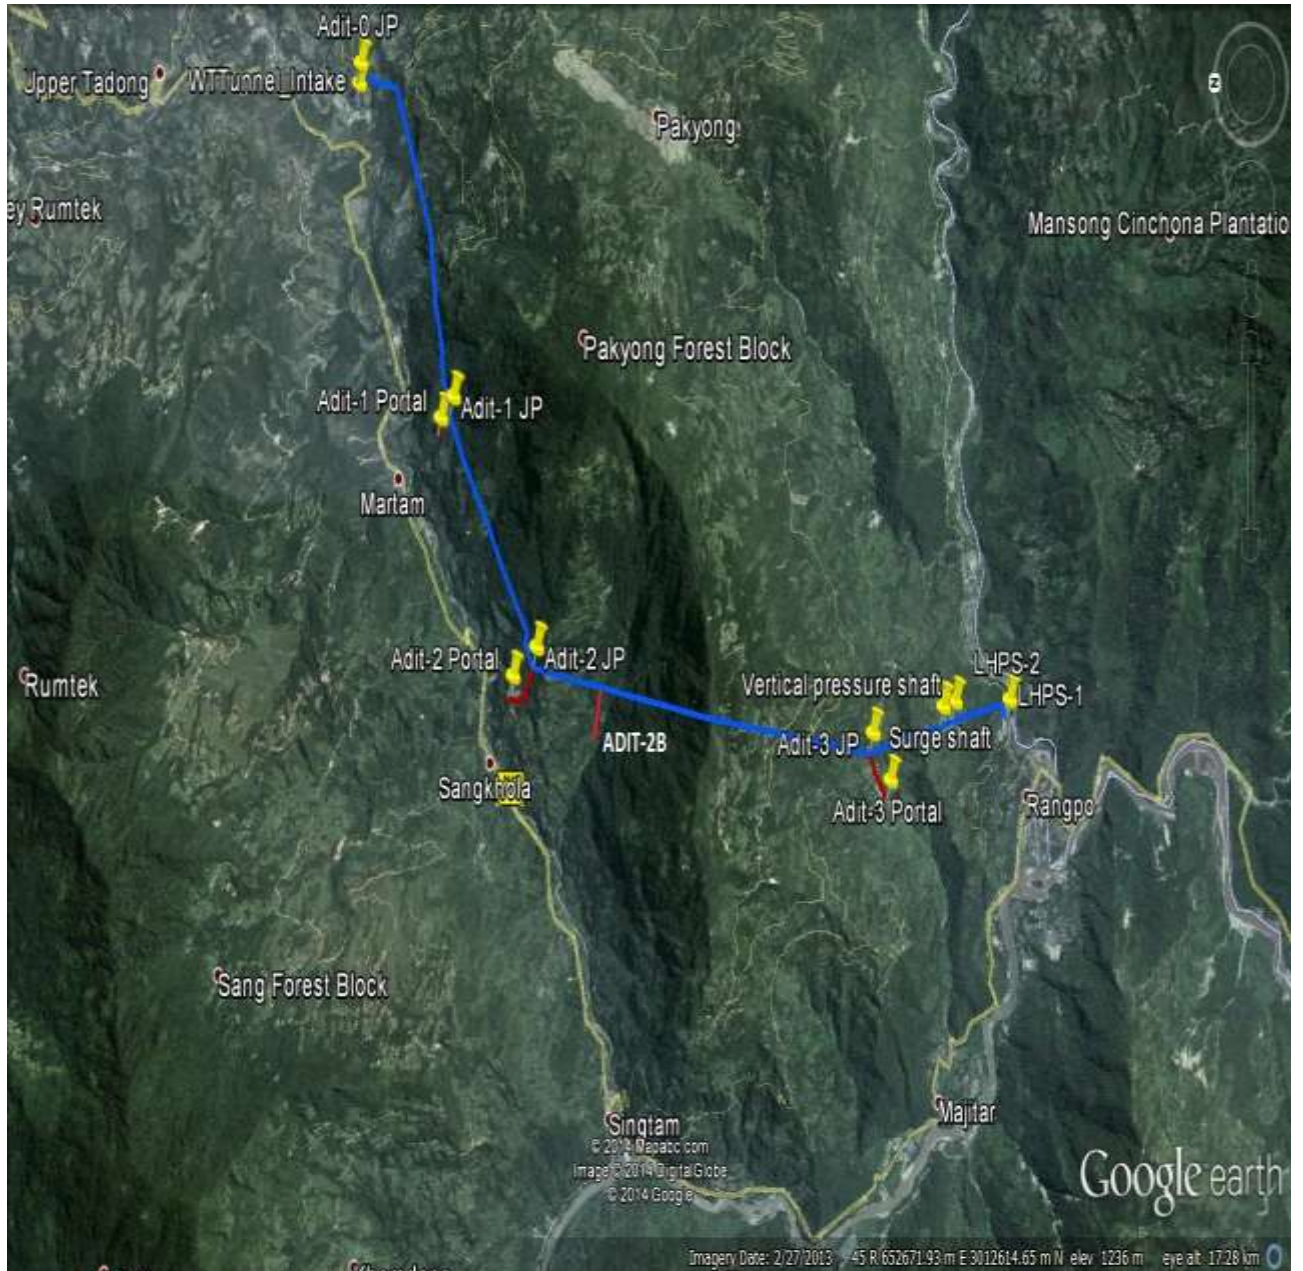 Adit-0 JP
Upper Tadong
WTTunnel_Intake
Pakyong
N
ey Rumtek
Mansong Cinchona Plantatio
Pakyong Forest Block
Adit-1 Portal
Adit-1 JP
Martam
Adit-2 Portal
Adit-2 JP
LHPS-2
Rumtek
Vertical pressure shaft
LHPS-1
ADIT-2B
Adit-3 JP
Surge shaft
Sangkhola
Adit-3 Portal
Rangpo
Sang Forest Block
Majitar
Singtam
© 2014 Mapabc.com
Image © 2014 DigitalGlobe
© 2014 Google
Google earth
Imagery Date: 2/27/2013 45 R 652671.93 m E 3012614.65 m N elev 1236 m eye alt 17.28 km